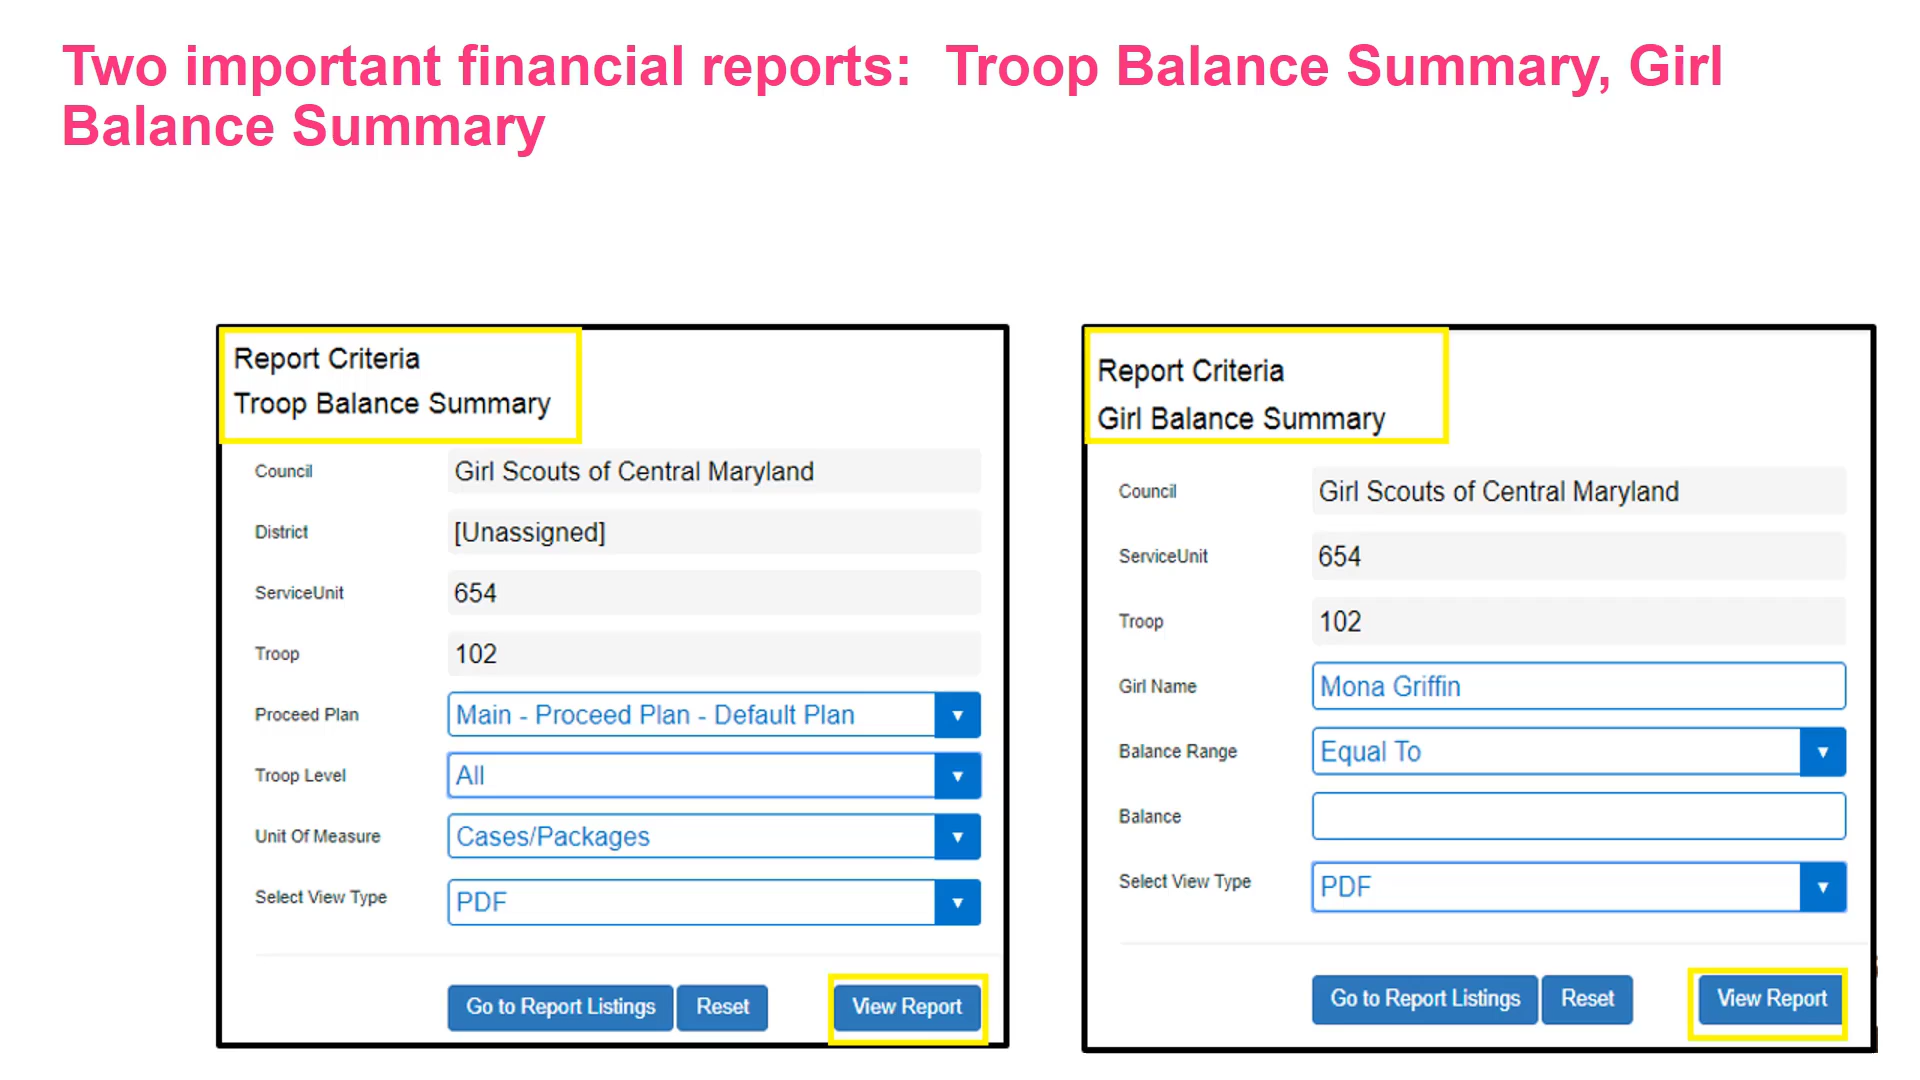 Two important financial reports:  Troop Balance Summary, Girl
Balance Summary
Report Criteria
Troop Balance Summary
Council Girl Scouts of Central Maryland
District [Unassigned]
ServiceUnit 654
Troop 102
Proceed Plan Main - Proceed Plan - Default Plan
Troop Level All
Unit Of Measure Cases/Packages
Select View Type PDF
Go to Report Listings Reset View Report
Report Criteria
Girl Balance Summary
Council Girl Scouts of Central Maryland
ServiceUnit 654
Troop 102
Girl Name Mona Griffin
Balance Range Equal To
Balance
Select View Type PDF
Go to Report Listings Reset View Report